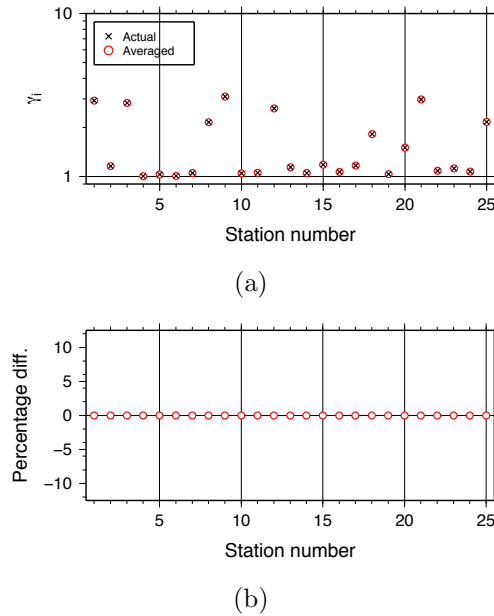 10
× Actual
○ Averaged
γi
1
5 10 15 20 25
Station number
(a)
10
5
0
−5
−10
Percentage diff.
5 10 15 20 25
Station number
(b)